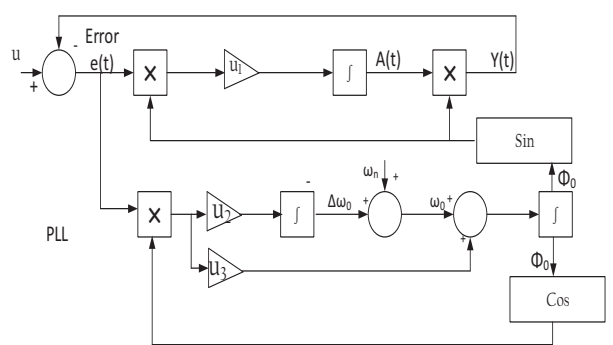 Error
u
-
+
e(t)
×
u1
∫
A(t)
×
Y(t)
Sin
Φ0
ωn
+
-
×
u2
∫
Δω0
+
ω0
+
∫
u3
+
PLL
Φ0
Cos